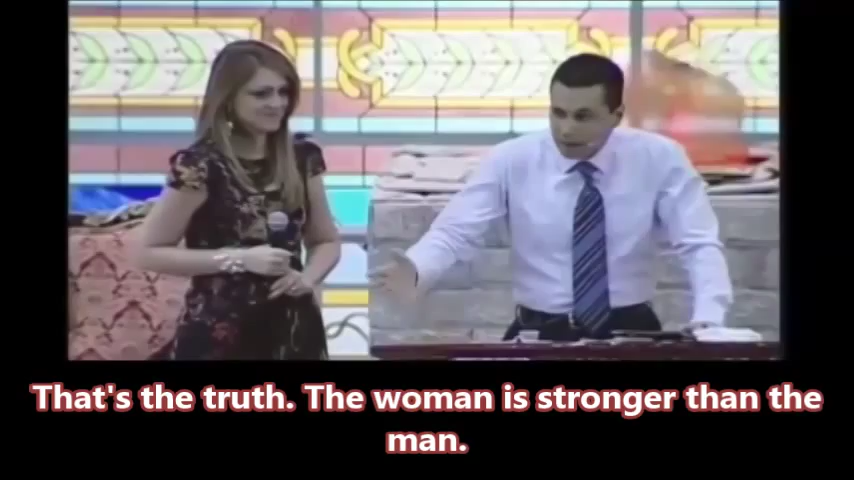 That's the truth. The woman is stronger than the
man.